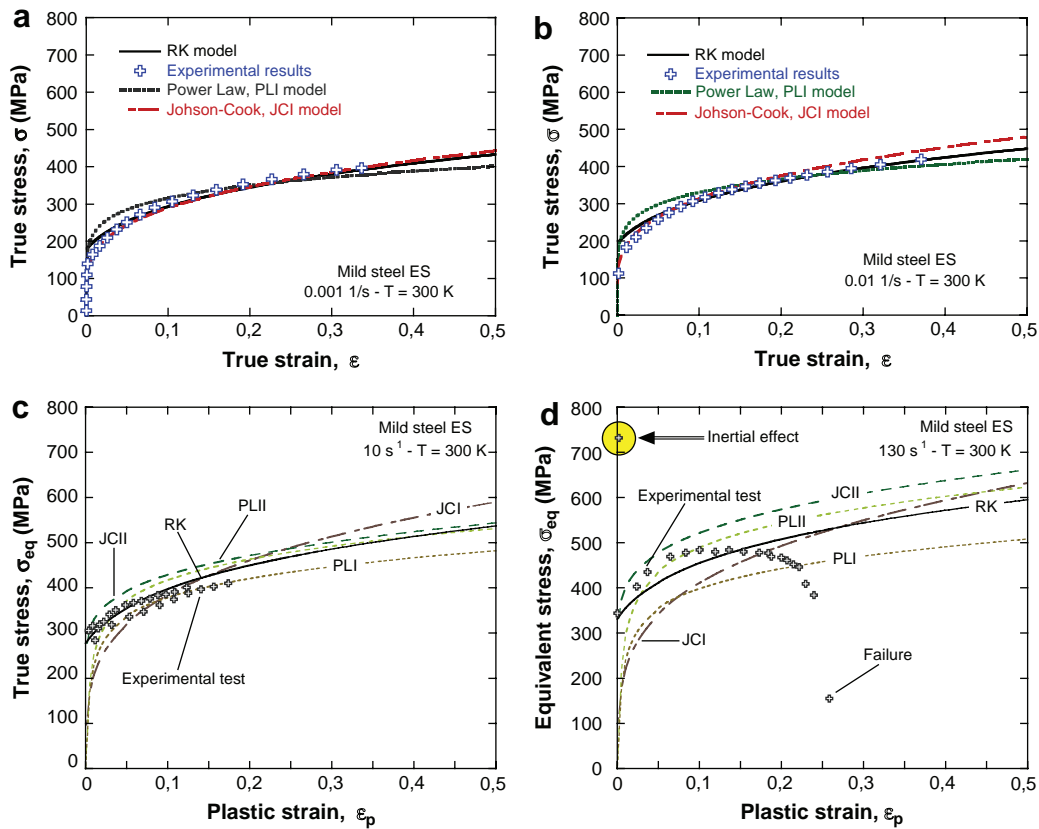 a
800
700
600
500
400
300
200
100
0
True stress, σ (MPa)
RK model
Experimental results
Power Law, PLI model
Johson-Cook, JCI model
Mild steel ES
0.001 1/s - T = 300 K
0 0,1 0,2 0,3 0,4 0,5
True strain, ε
b
800
700
600
500
400
300
200
100
0
True stress, σ (MPa)
RK model
Experimental results
Power Law, PLI model
Johson-Cook, JCI model
Mild steel ES
0.01 1/s - T = 300 K
0 0,1 0,2 0,3 0,4 0,5
True strain, ε
c
800
700
600
500
400
300
200
100
0
True stress, σeq (MPa)
Mild steel ES
10 s⁻¹ - T = 300 K
PLII
JCI
RK
JCII
PLI
Experimental test
0 0,1 0,2 0,3 0,4 0,5
Plastic strain, εp
d
800
700
600
500
400
300
200
100
0
Equivalent stress, σeq (MPa)
Mild steel ES
130 s⁻¹ - T = 300 K
Inertial effect
Experimental test
JCII
PLII
RK
PLI
JCI
Failure
0 0,1 0,2 0,3 0,4 0,5
Plastic strain, εp